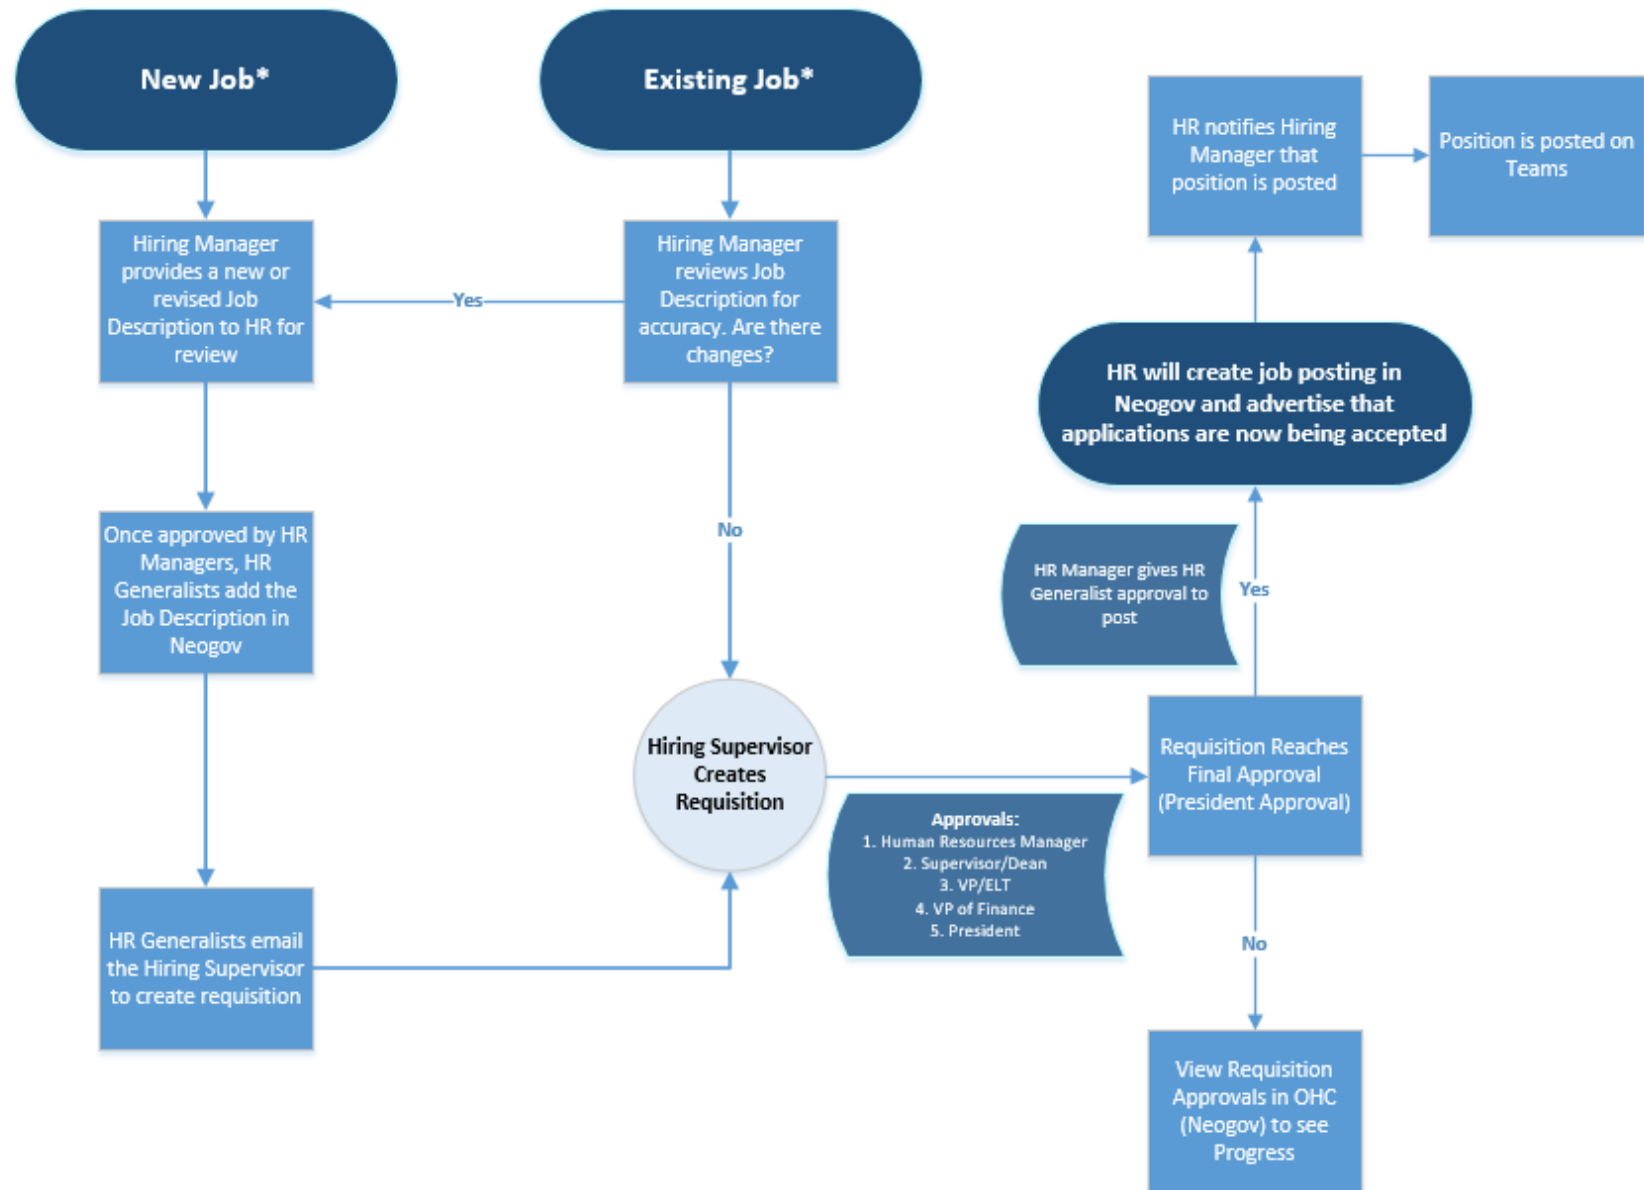 New Job*
Existing Job*
Hiring Manager
provides a new or
revised Job
Description to HR for
review
Yes
Hiring Manager
reviews Job
Description for
accuracy. Are there
changes?
Once approved by HR
Managers, HR
Generalists add the
Job Description in
Neogov
No
HR Generalists email
the Hiring Supervisor
to create requisition
Hiring Supervisor
Creates
Requisition
Approvals:
1. Human Resources Manager
2. Supervisor/Dean
3. VP/ELT
4. VP of Finance
5. President
Requisition Reaches
Final Approval
(President Approval)
No
View Requisition
Approvals in OHC
(Neogov) to see
Progress
Yes
HR Manager gives HR
Generalist approval to
post
HR will create job posting in
Neogov and advertise that
applications are now being accepted
HR notifies Hiring
Manager that
position is posted
Position is posted on
Teams